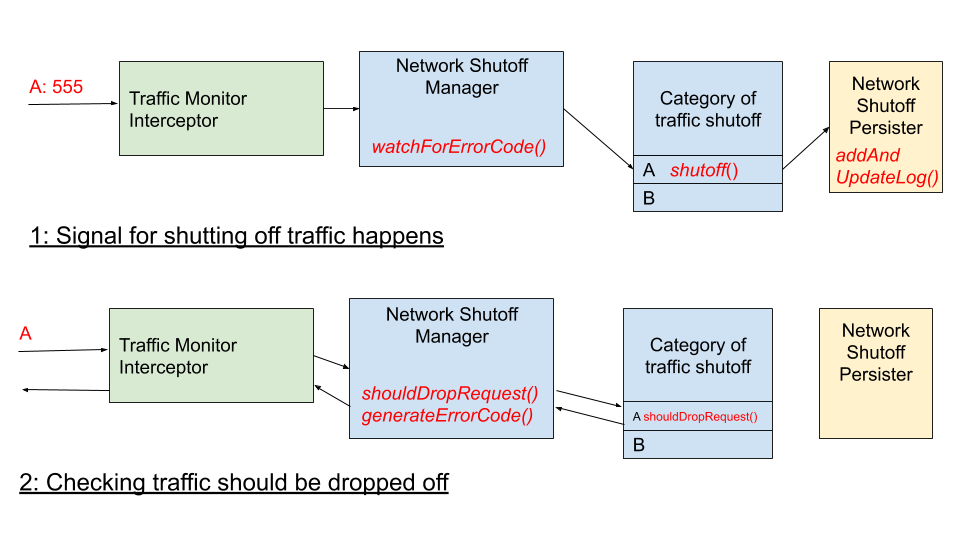 A: 555
Traffic Monitor
Interceptor
Network Shutoff
Manager
watchForErrorCode()
Category of
traffic shutoff
A shutoff()
B
Network
Shutoff
Persister
addAnd
UpdateLog()
1: Signal for shutting off traffic happens
A
Traffic Monitor
Interceptor
Network Shutoff
Manager
shouldDropRequest()
generateErrorCode()
Category of
traffic shutoff
A shouldDropRequest()
B
Network
Shutoff
Persister
2: Checking traffic should be dropped off